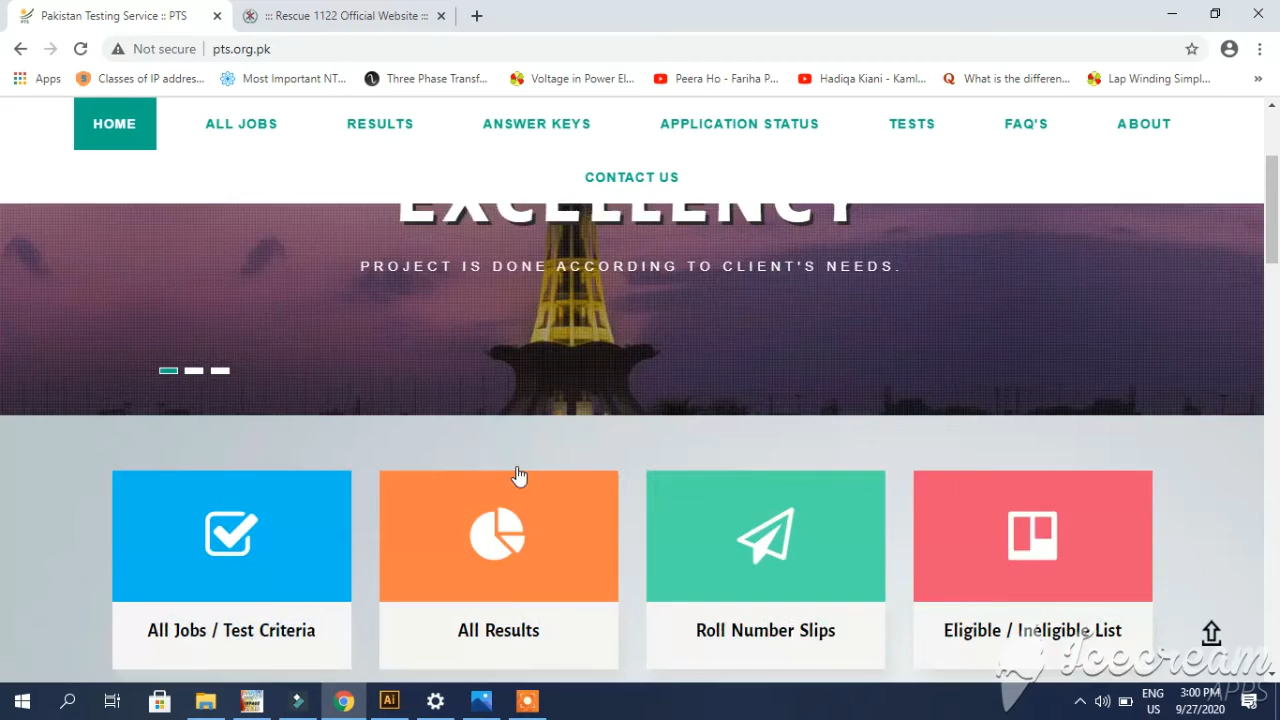 Pakistan Testing Service :: PTS
::: Rescue 1122 Official Website :::
Not secure
pts.org.pk
Apps
Classes of IP addres...
Most Important NT...
Three Phase Transf...
Voltage in Power El...
Peera Ho - Fariha P...
Hadiqa Kiani - Kaml...
What is the differen...
Lap Winding Simpl...
HOME
ALL JOBS
RESULTS
ANSWER KEYS
APPLICATION STATUS
TESTS
FAQ'S
ABOUT
CONTACT US
EXCELLENCY
PROJECT IS DONE ACCORDING TO CLIENT'S NEEDS.
All Jobs / Test Criteria
All Results
Roll Number Slips
Eligible / Ineligible List
Icecream
APPS
Ai
ENG
US
3:00 PM
9/27/2020